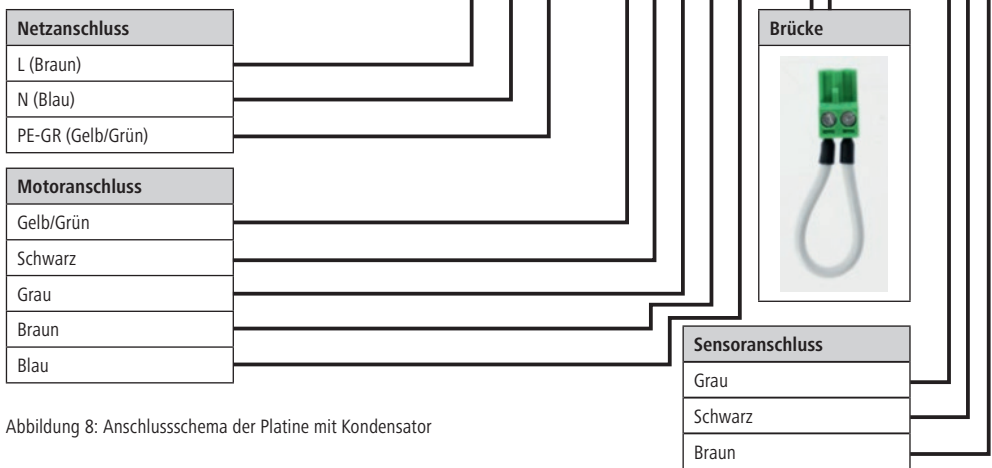 Netzanschluss
L (Braun)
N (Blau)
PE-GR (Gelb/Grün)
Motoranschluss
Gelb/Grün
Schwarz
Grau
Braun
Blau
Brücke
Sensoranschluss
Grau
Schwarz
Braun
Abbildung 8: Anschlussschema der Platine mit Kondensator